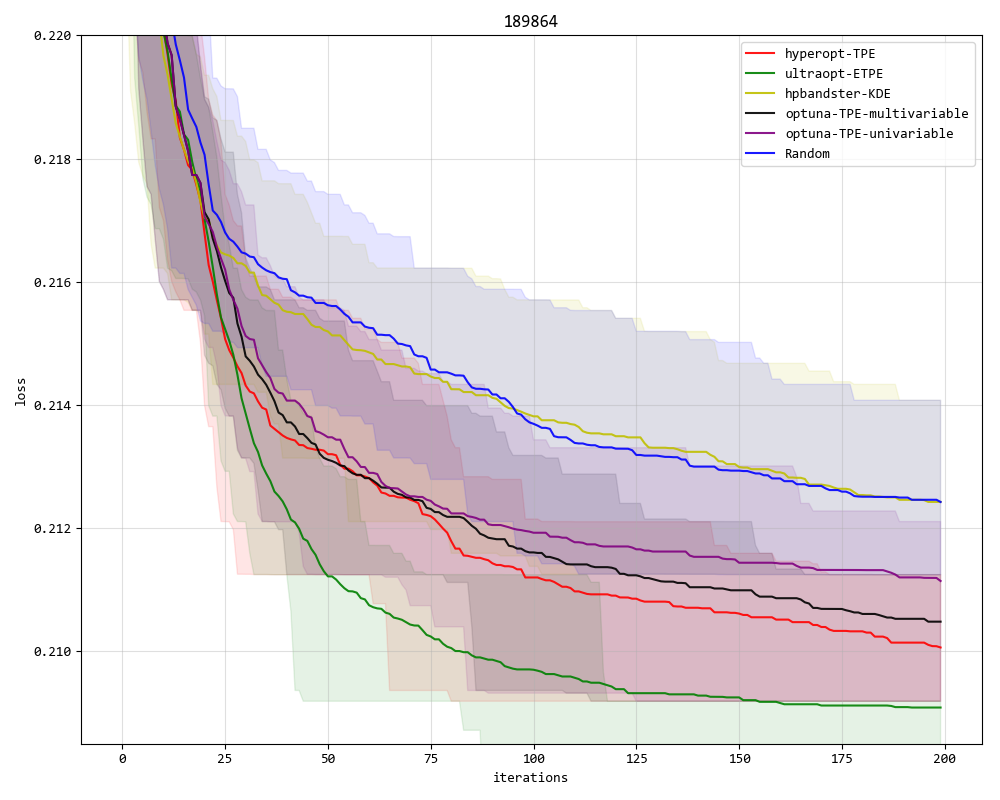 189864
0.220
0.218
0.216
0.214
0.212
0.210
loss
hyperopt-TPE
ultraopt-ETPE
hpbandster-KDE
optuna-TPE-multivariable
optuna-TPE-univariable
Random
0 25 50 75 100 125 150 175 200
iterations